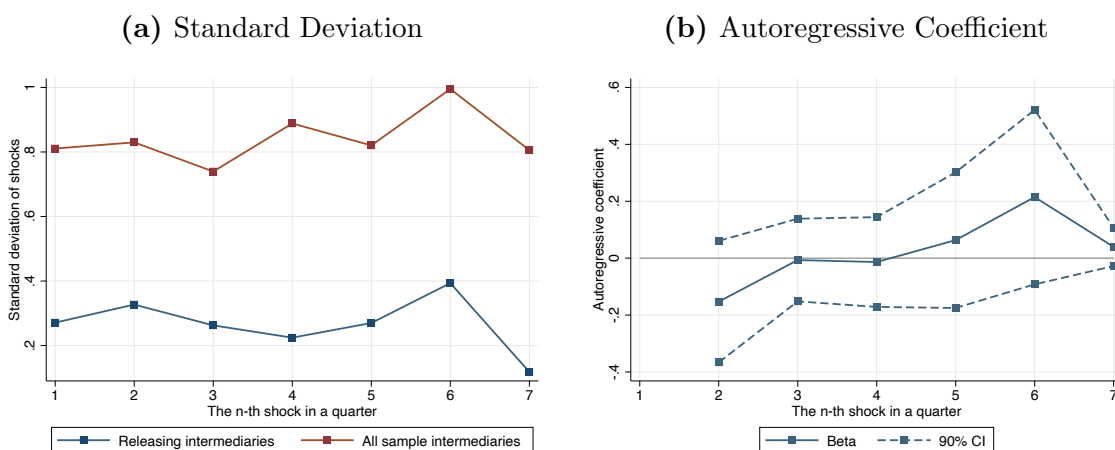 (a) Standard Deviation
Standard deviation of shocks
1
.8
.6
.4
.2
1 2 3 4 5 6 7
The n-th shock in a quarter
Releasing intermediaries All sample intermediaries
(b) Autoregressive Coefficient
Autoregressive coefficient
.6
.4
.2
0
-.2
-.4
1 2 3 4 5 6 7
The n-th shock in a quarter
Beta 90% CI